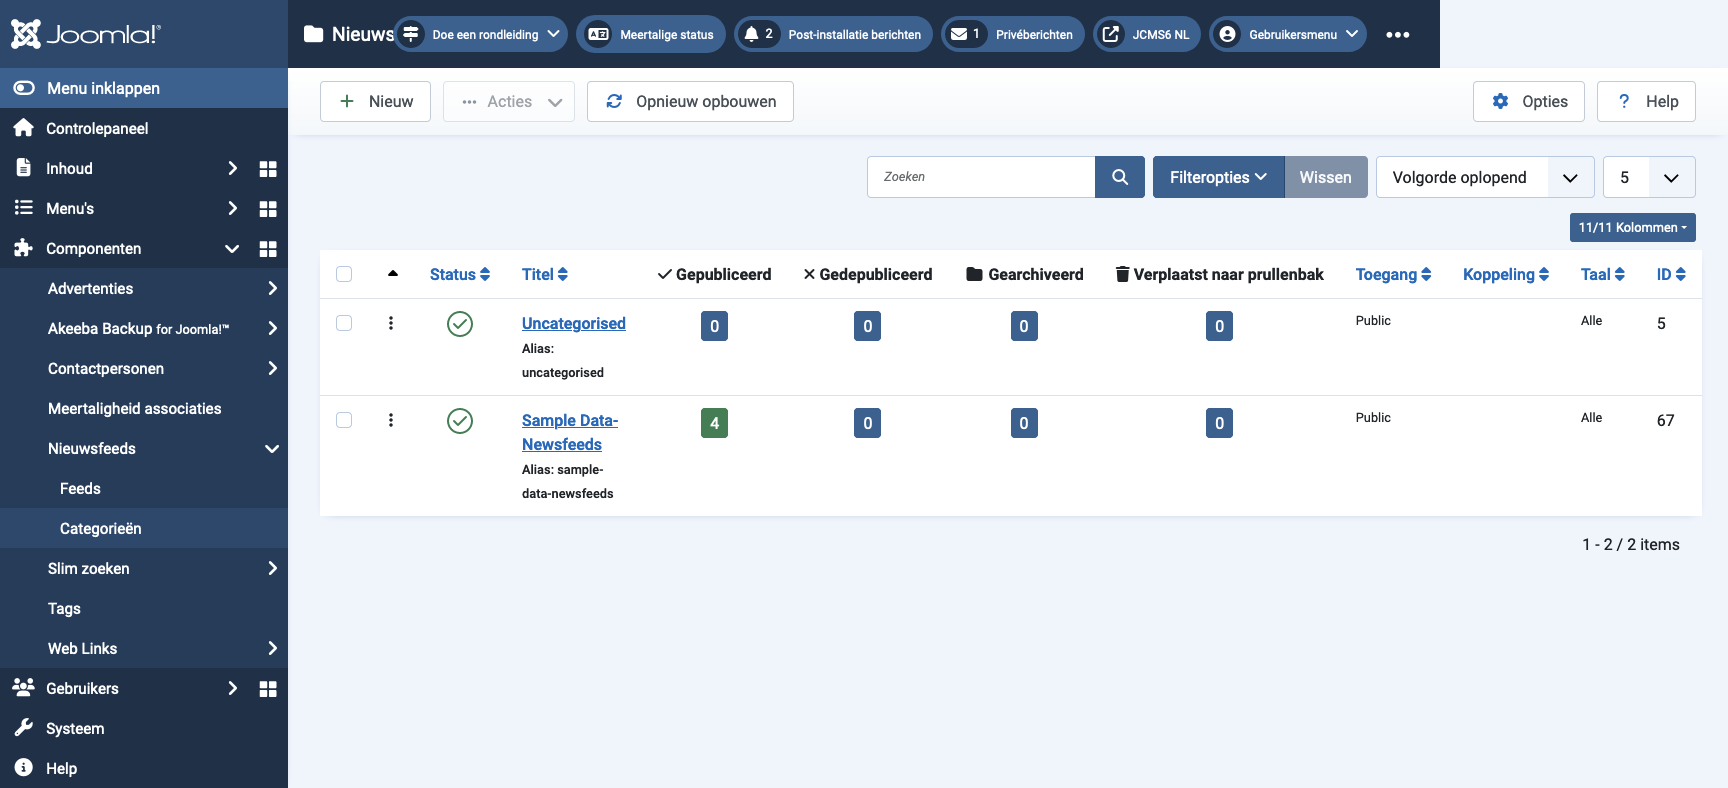 Joomla!®
Nieuws
Doe een rondleiding
Meertalige status
2 Post-installatie berichten
1 Privéberichten
JCMS6 NL
Gebruikersmenu
Menu inklappen
Controlepaneel
Inhoud
Menu's
Componenten
Advertenties
Akeeba Backup for Joomla!™
Contactpersonen
Meertaligheid associaties
Nieuwsfeeds
Feeds
Categorieën
Slim zoeken
Tags
Web Links
Gebruikers
Systeem
Help
Nieuw
Acties
Opnieuw opbouwen
Opties
? Help
Zoeken
Filteropties
Wissen
Volgorde oplopend
5
11/11 Kolommen
Status Titel Gepubliceerd Gedepubliceerd Gearchiveerd Verplaatst naar prullenbak Toegang Koppeling Taal ID
Uncategorised 0 0 0 0 Public Alle 5
Alias:
uncategorised
Sample Data- 4 0 0 0 Public Alle 67
Newsfeeds
Alias: sample-
data-newsfeeds
1 - 2 / 2 items